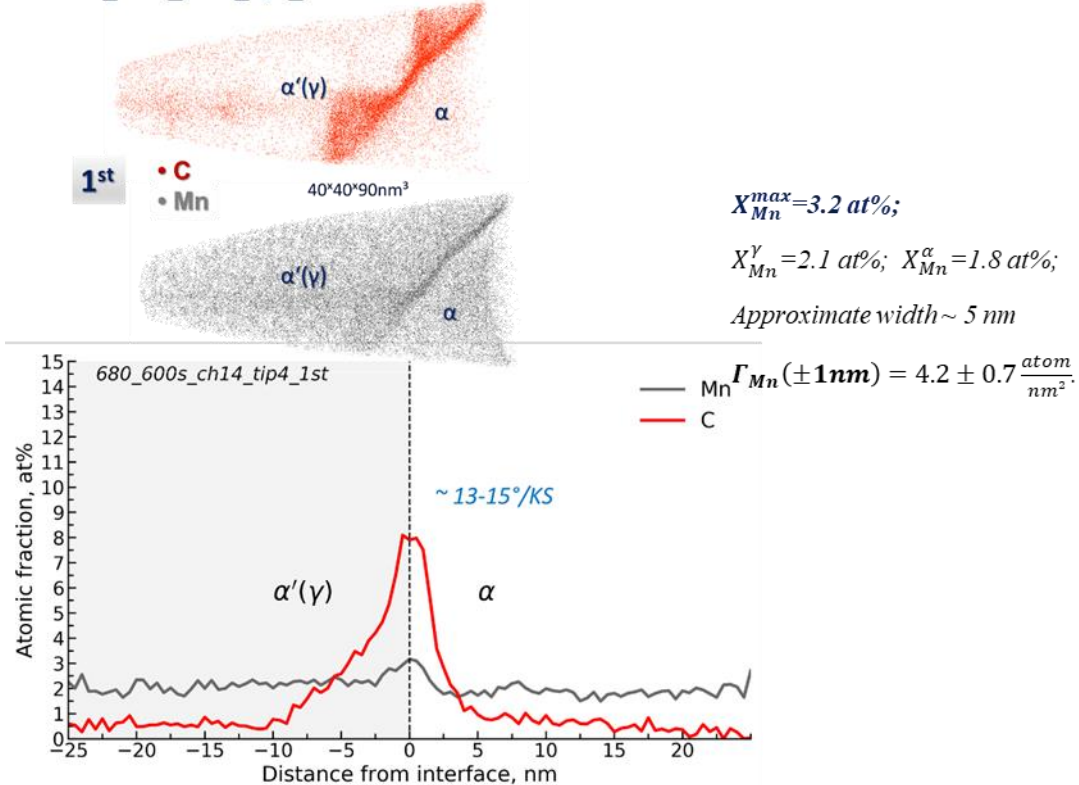 α‘(γ)
α
1st
• C
• Mn
40×40×90nm³
α‘(γ)
α
X_Mn^max=3.2 at%;
X_Mn^γ=2.1 at%; X_Mn^α=1.8 at%;
Approximate width~ 5 nm
Γ_Mn(±1nm) = 4.2 ± 0.7 atom/nm².
680_600s_ch14_tip4_1st
Mn
C
~ 13-15°/KS
α′(γ)
α
Atomic fraction, at%
15
14
13
12
11
10
9
8
7
6
5
4
3
2
1
0
−25 −20 −15 −10 −5 0 5 10 15 20
Distance from interface, nm